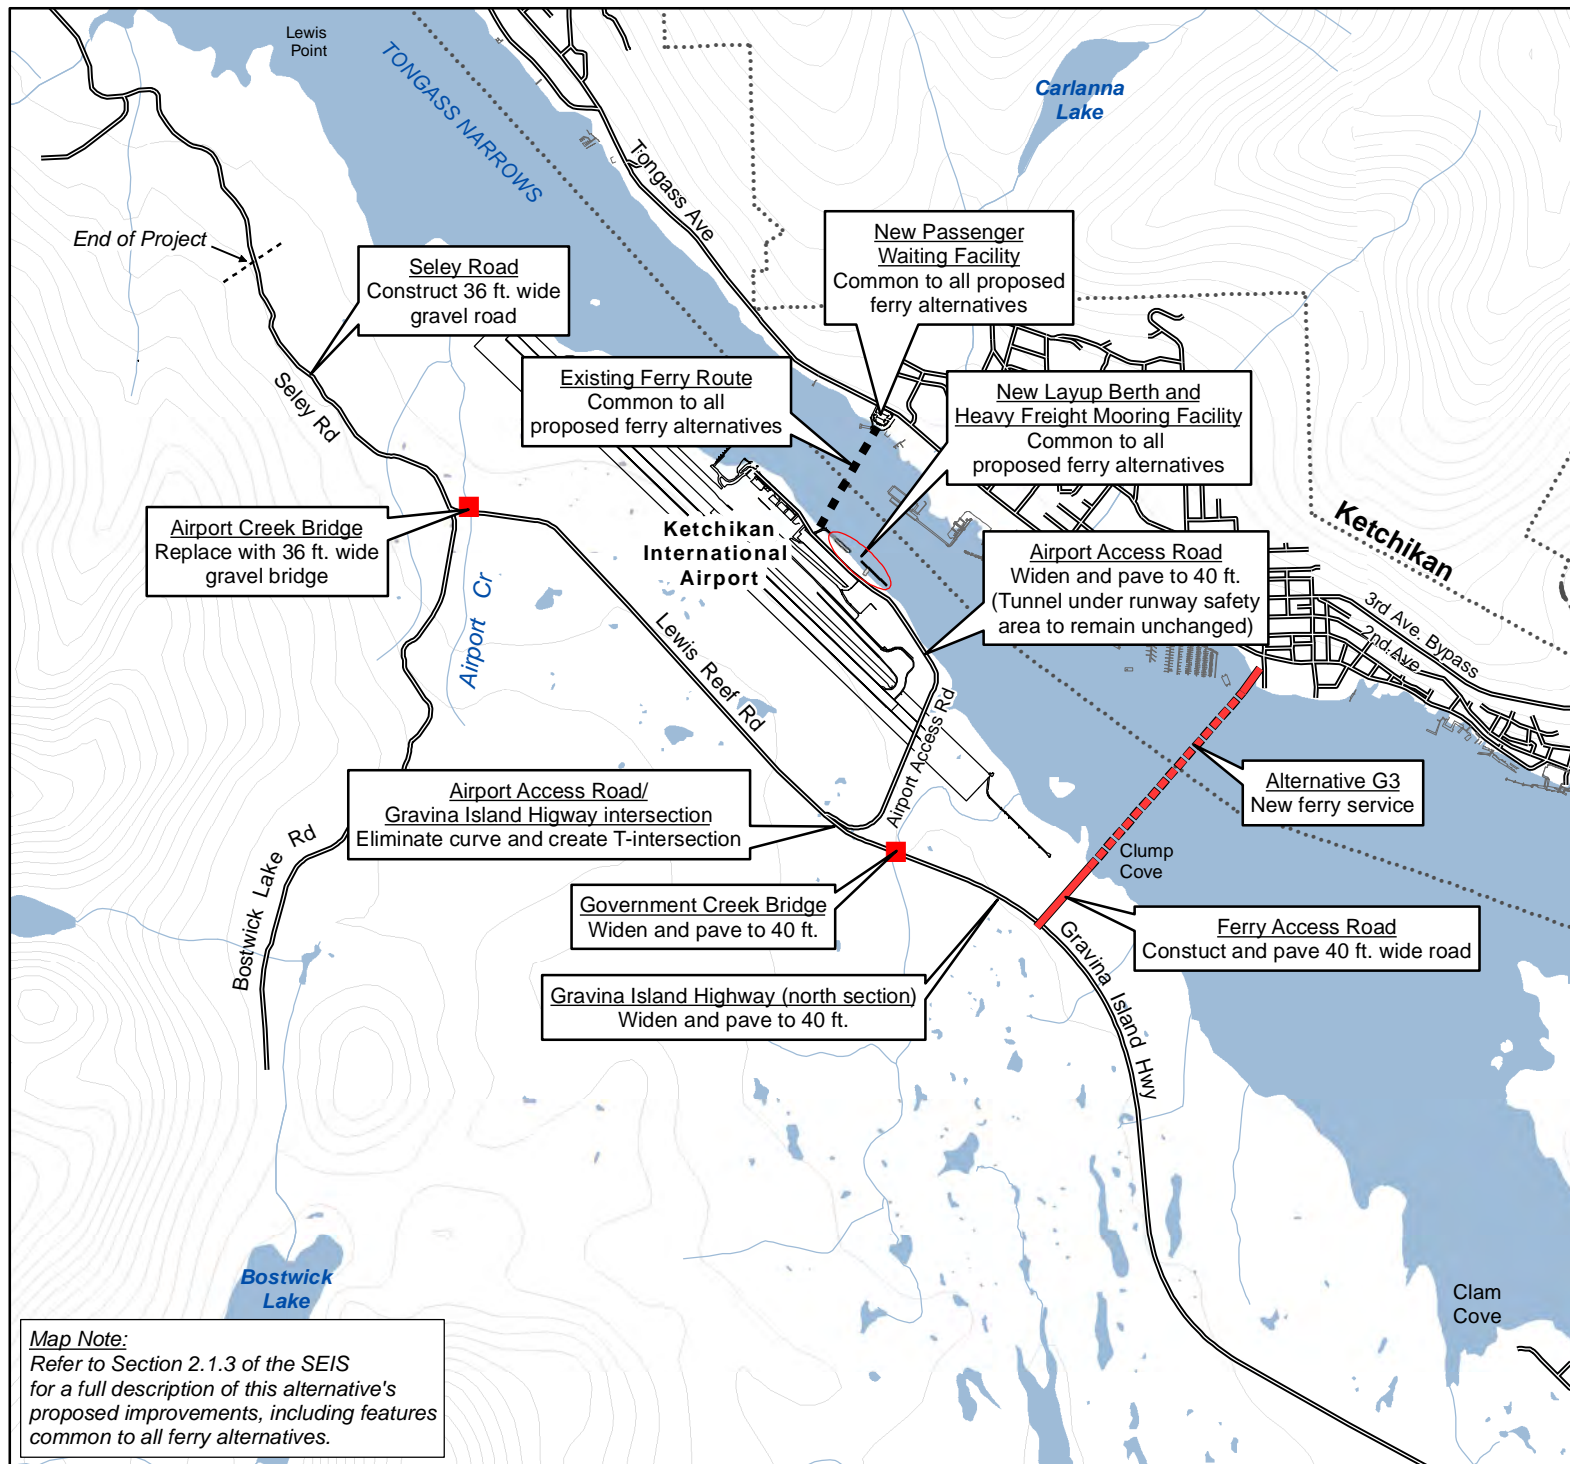 Lewis
Point
TONGASS NARROWS
Carlanna
Lake
Tongass Ave
End of Project
Seley Road
Construct 36 ft. wide
gravel road
New Passenger
Waiting Facility
Common to all proposed
ferry alternatives
Existing Ferry Route
Common to all
proposed ferry alternatives
New Layup Berth and
Heavy Freight Mooring Facility
Common to all
proposed ferry alternatives
Seley Rd
Airport Creek Bridge
Replace with 36 ft. wide
gravel bridge
Ketchikan
International
Airport
Airport Access Road
Widen and pave to 40 ft.
(Tunnel under runway safety
area to remain unchanged)
Ketchikan
3rd Ave. Bypass
2nd Ave
Airport Cr
Lewis Reef Rd
Airport Access Rd
Airport Access Road/
Gravina Island Higway intersection
Eliminate curve and create T-intersection
Alternative G3
New ferry service
Clump
Cove
Bostwick Lake Rd
Government Creek Bridge
Widen and pave to 40 ft.
Ferry Access Road
Constuct and pave 40 ft. wide road
Gravina Island Highway (north section)
Widen and pave to 40 ft.
Gravina Island Hwy
Bostwick
Lake
Clam
Cove
Map Note:
Refer to Section 2.1.3 of the SEIS
for a full description of this alternative's
proposed improvements, including features
common to all ferry alternatives.